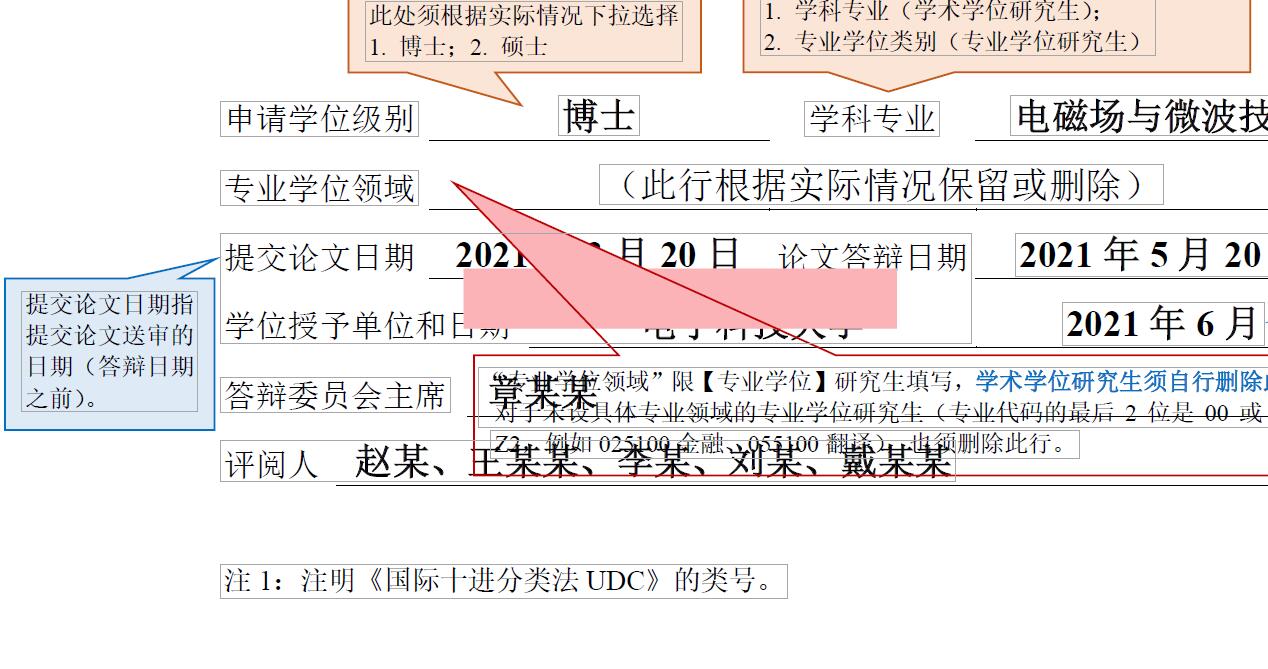 此处须根据实际情况下拉选择
1. 博士；2. 硕士
1. 学科专业（学术学位研究生）；
2. 专业学位类别（专业学位研究生）
申请学位级别 博士 学科专业 电磁场与微波技
专业学位领域 （此行根据实际情况保留或删除）
提交论文日期 2021 月 20 日 论文答辩日期 2021 年 5 月 20
提交论文日期指
提交论文送审的
日期（答辩日期
之前）。
学位授予单位和日期 电子科技大学 2021 年 6 月
“专业学位领域”限【专业学位】研究生填写，学术学位研究生须自行删除
答辩委员会主席 章某某
对于未设具体专业领域的专业学位研究生（专业代码的最后 2 位是 00 或
Z2，例如 025100 金融、055100 翻译），也须删除此行。
评阅人 赵某、王某某、李某、刘某、戴某某
注 1：注明《国际十进分类法 UDC》的类号。